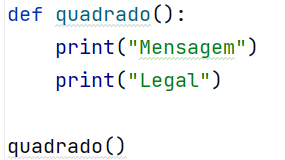 def quadrado():
    print("Mensagem")
    print("Legal")

quadrado()